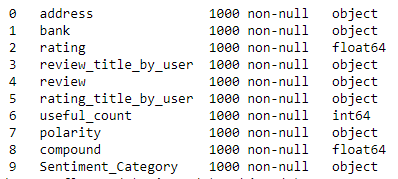 0 address 1000 non-null object
1 bank 1000 non-null object
2 rating 1000 non-null float64
3 review_title_by_user 1000 non-null object
4 review 1000 non-null object
5 rating_title_by_user 1000 non-null object
6 useful_count 1000 non-null int64
7 polarity 1000 non-null object
8 compound 1000 non-null float64
9 Sentiment_Category 1000 non-null object